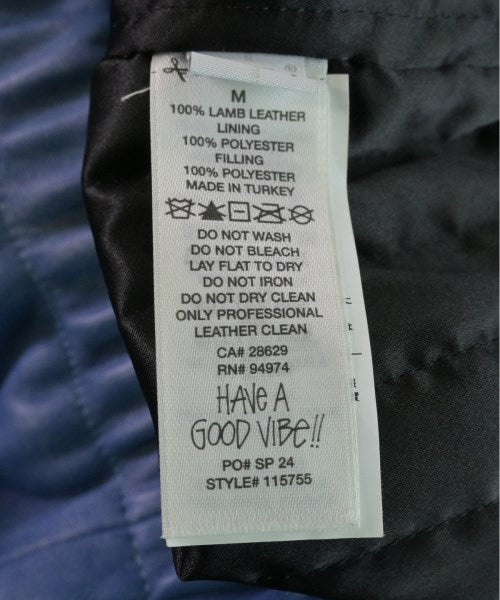 M
100% LAMB LEATHER
LINING
100% POLYESTER
FILLING
100% POLYESTER
MADE IN TURKEY
DO NOT WASH
DO NOT BLEACH
LAY FLAT TO DRY
DO NOT IRON
DO NOT DRY CLEAN
ONLY PROFESSIONAL
LEATHER CLEAN
CA# 28629
RN# 94974
HAVE A
GOOD VIBE!!
PO# SP 24
STYLE# 115755